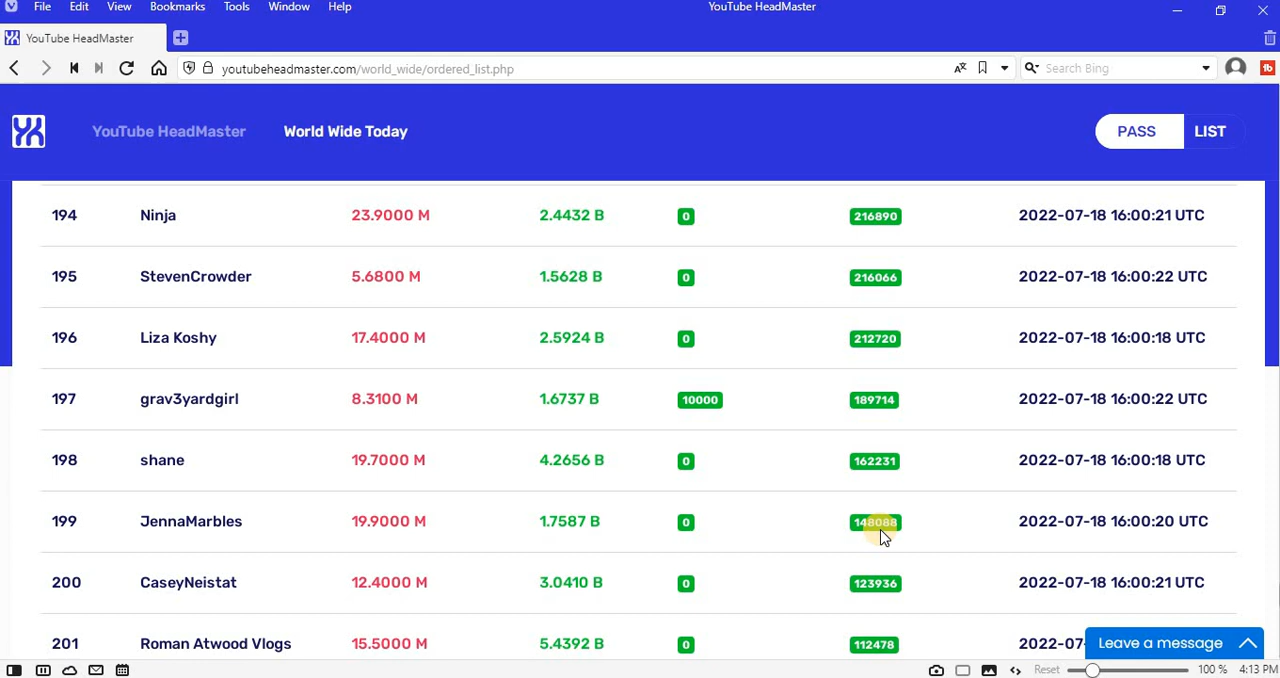 File Edit View Bookmarks Tools Window Help YouTube HeadMaster
YouTube HeadMaster
youtubeheadmaster.com/world_wide/ordered_list.php Search Bing
YouTube HeadMaster World Wide Today PASS LIST
194 Ninja 23.9000 M 2.4432 B 0 216890 2022-07-18 16:00:21 UTC
195 StevenCrowder 5.6800 M 1.5628 B 0 216066 2022-07-18 16:00:22 UTC
196 Liza Koshy 17.4000 M 2.5924 B 0 212720 2022-07-18 16:00:18 UTC
197 grav3yardgirl 8.3100 M 1.6737 B 10000 189714 2022-07-18 16:00:22 UTC
198 shane 19.7000 M 4.2656 B 0 162231 2022-07-18 16:00:18 UTC
199 JennaMarbles 19.9000 M 1.7587 B 0 148088 2022-07-18 16:00:20 UTC
200 CaseyNeistat 12.4000 M 3.0410 B 0 123936 2022-07-18 16:00:21 UTC
201 Roman Atwood Vlogs 15.5000 M 5.4392 B 0 112478 2022-07- Leave a message
Reset 100 % 4:13 PM